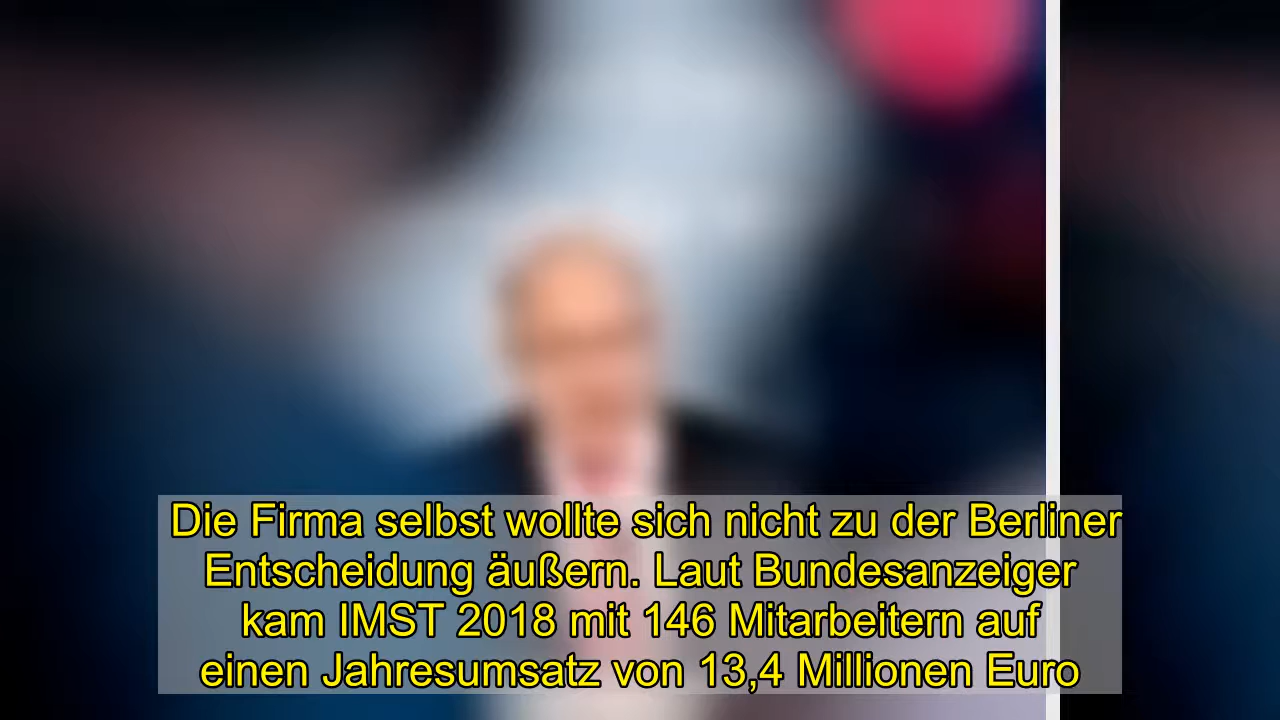 Die Firma selbst wollte sich nicht zu der Berliner
Entscheidung äußern. Laut Bundesanzeiger
kam IMST 2018 mit 146 Mitarbeitern auf
einen Jahresumsatz von 13,4 Millionen Euro